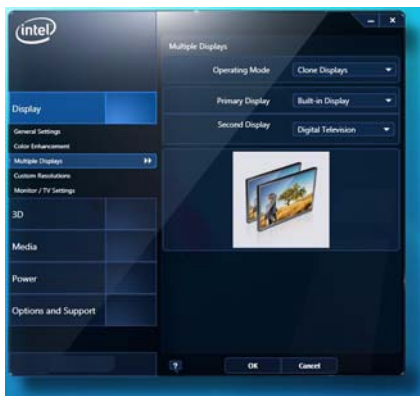 intel
Multiple Displays
Operating Mode Clone Displays
Display
Primary Display Built-in Display
General Settings
Second Display Digital Television
Color Enhancement
Multiple Displays
Custom Resolutions
Monitor / TV Settings
3D
Media
Power
Options and Support
? OK Cancel